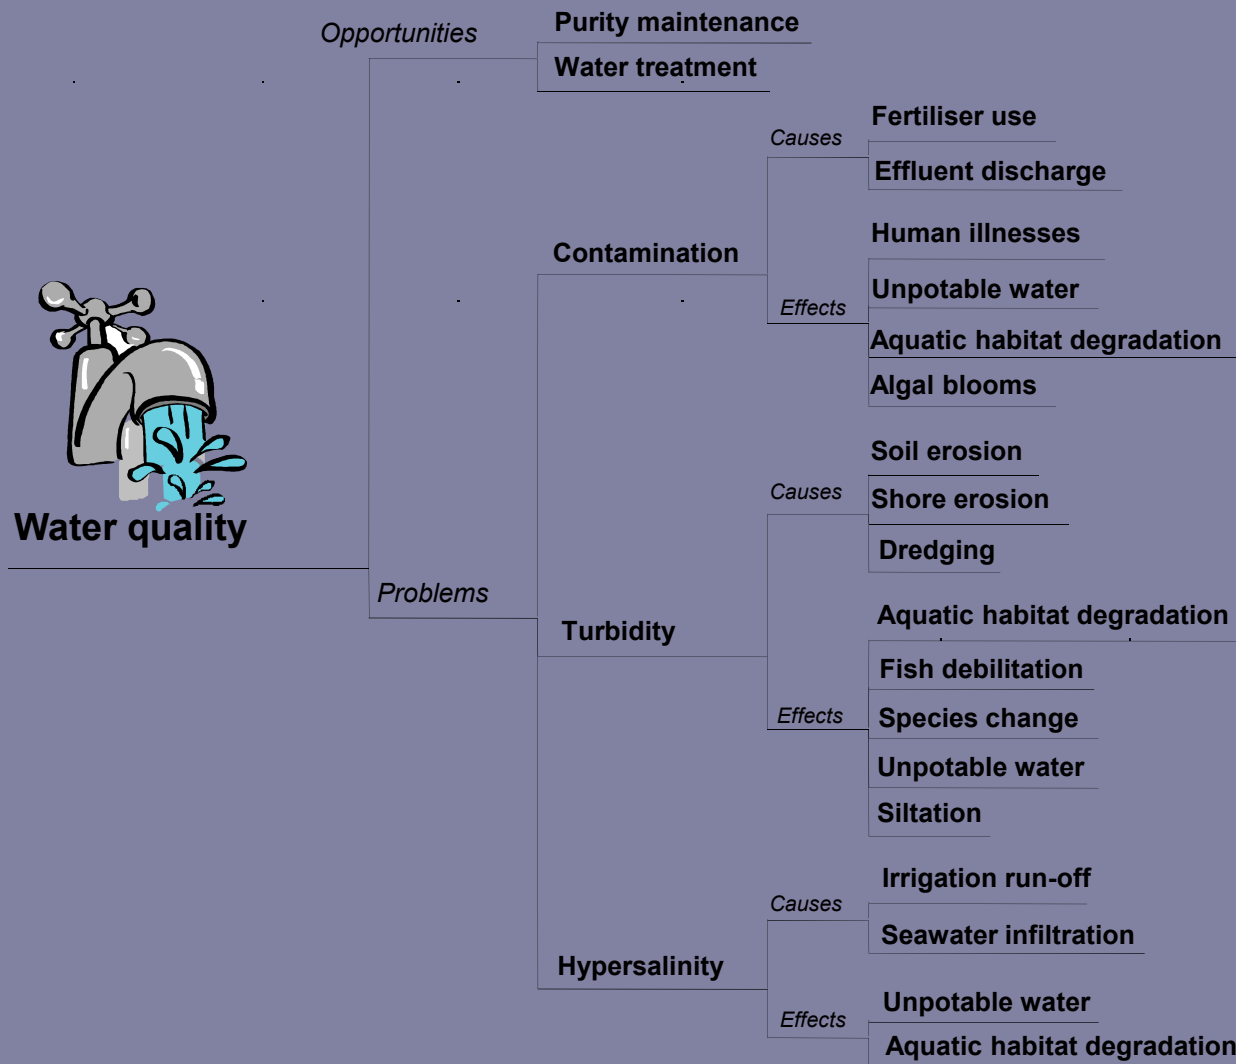 Opportunities
Purity maintenance
Water treatment
Causes
Fertiliser use
Effluent discharge
Contamination
Human illnesses
Effects
Unpotable water
Aquatic habitat degradation
Algal blooms
Water quality
Causes
Soil erosion
Shore erosion
Dredging
Problems
Turbidity
Aquatic habitat degradation
Fish debilitation
Effects
Species change
Unpotable water
Siltation
Causes
Irrigation run-off
Seawater infiltration
Hypersalinity
Effects
Unpotable water
Aquatic habitat degradation